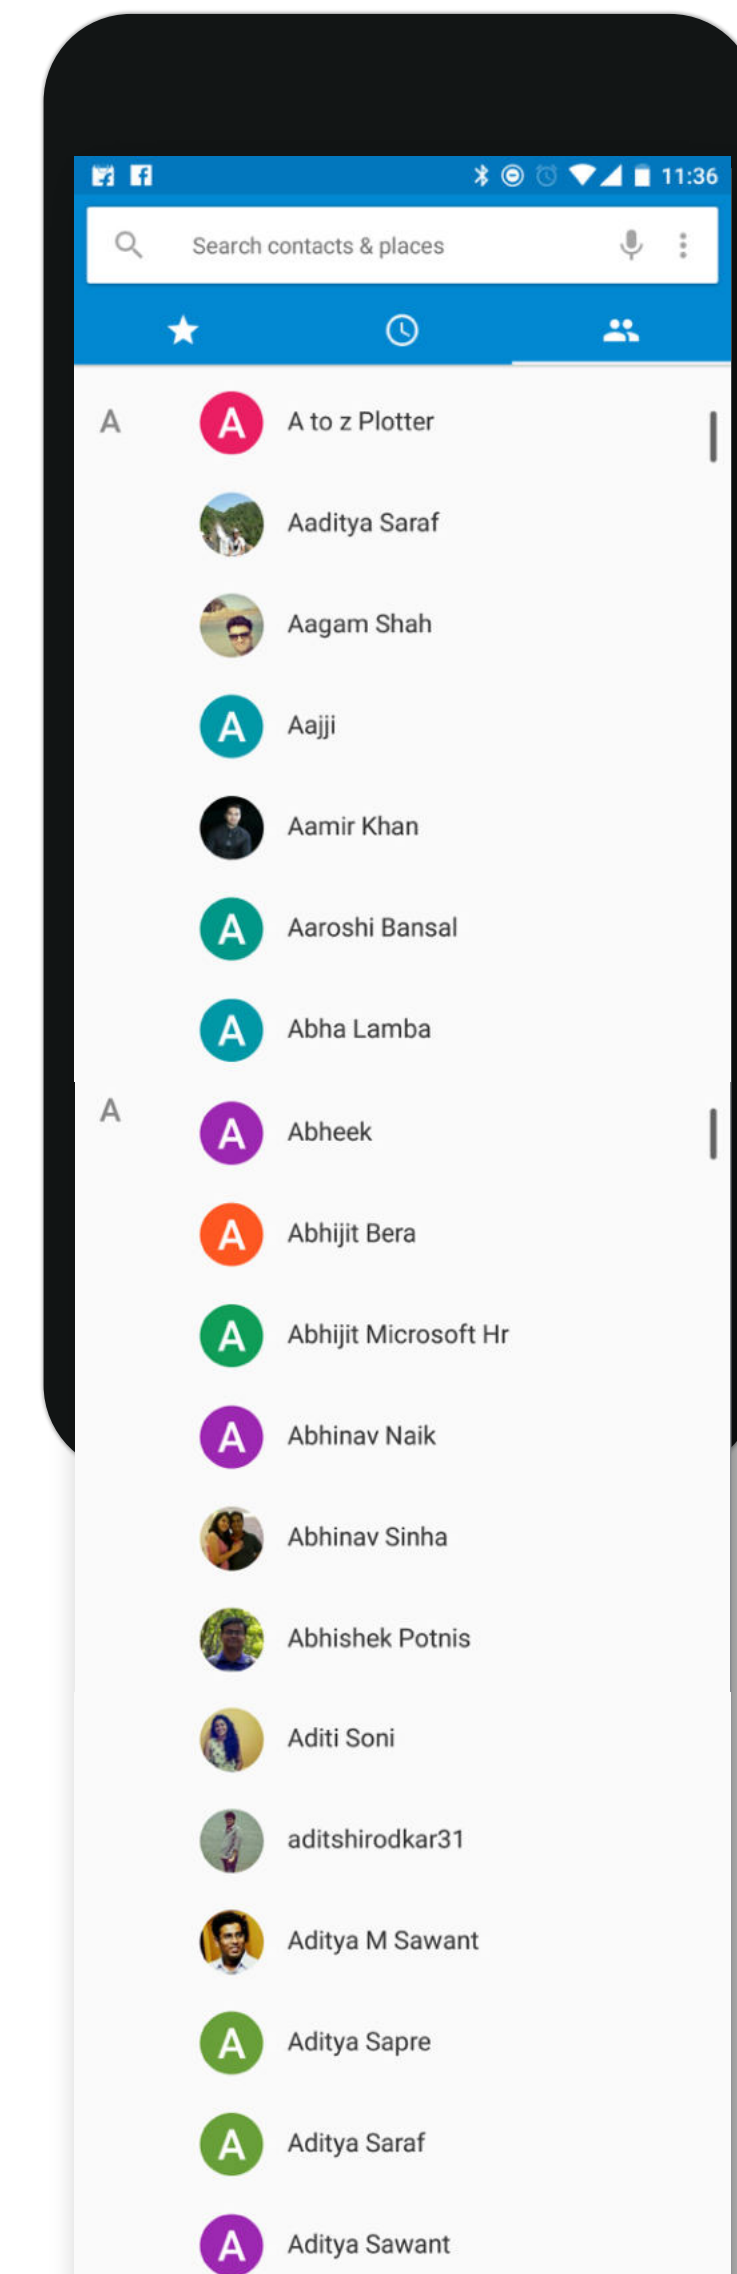 11:36
Search contacts & places
A
A A to z Plotter
Aaditya Saraf
Aagam Shah
A Aajji
Aamir Khan
A Aaroshi Bansal
A Abha Lamba
A
A Abheek
A Abhijit Bera
A Abhijit Microsoft Hr
A Abhinav Naik
Abhinav Sinha
Abhishek Potnis
Aditi Soni
aditshirodkar31
Aditya M Sawant
A Aditya Sapre
A Aditya Saraf
A Aditya Sawant